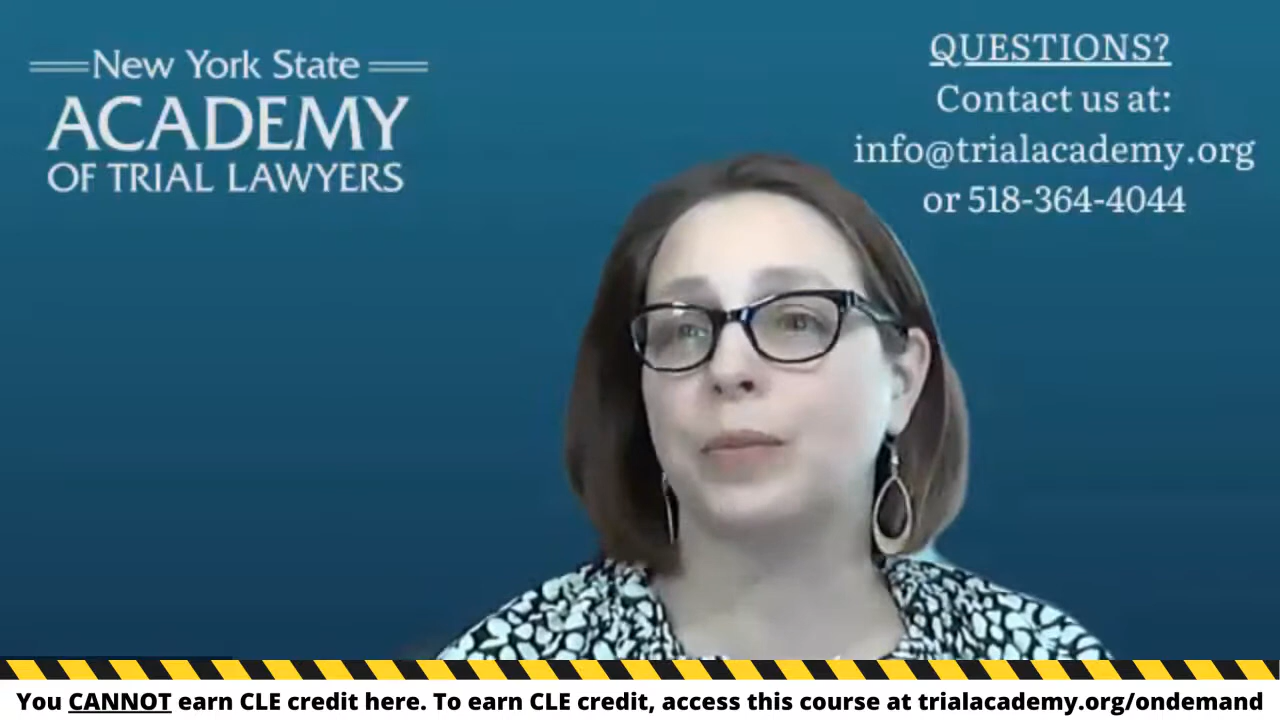 New York State
ACADEMY
OF TRIAL LAWYERS
QUESTIONS?
Contact us at:
info@trialacademy.org
or 518-364-4044
You CANNOT earn CLE credit here. To earn CLE credit, access this course at trialacademy.org/ondemand